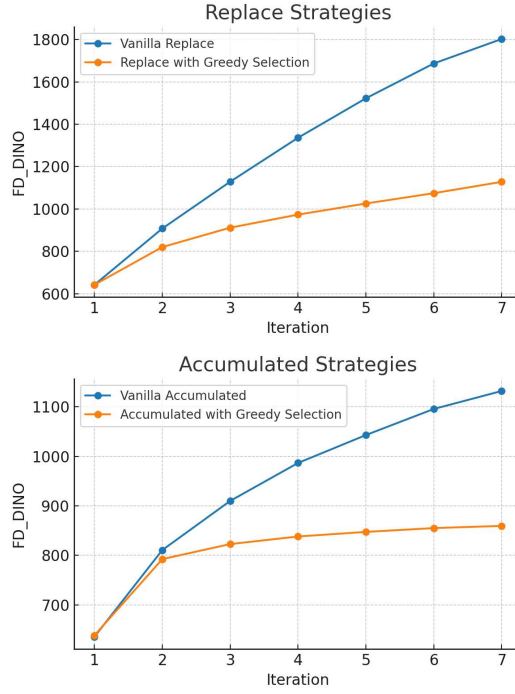 Replace Strategies
Vanilla Replace
Replace with Greedy Selection
FD_DINO
1800
1600
1400
1200
1000
800
600
1 2 3 4 5 6 7
Iteration
Accumulated Strategies
Vanilla Accumulated
Accumulated with Greedy Selection
FD_DINO
1100
1000
900
800
700
1 2 3 4 5 6 7
Iteration